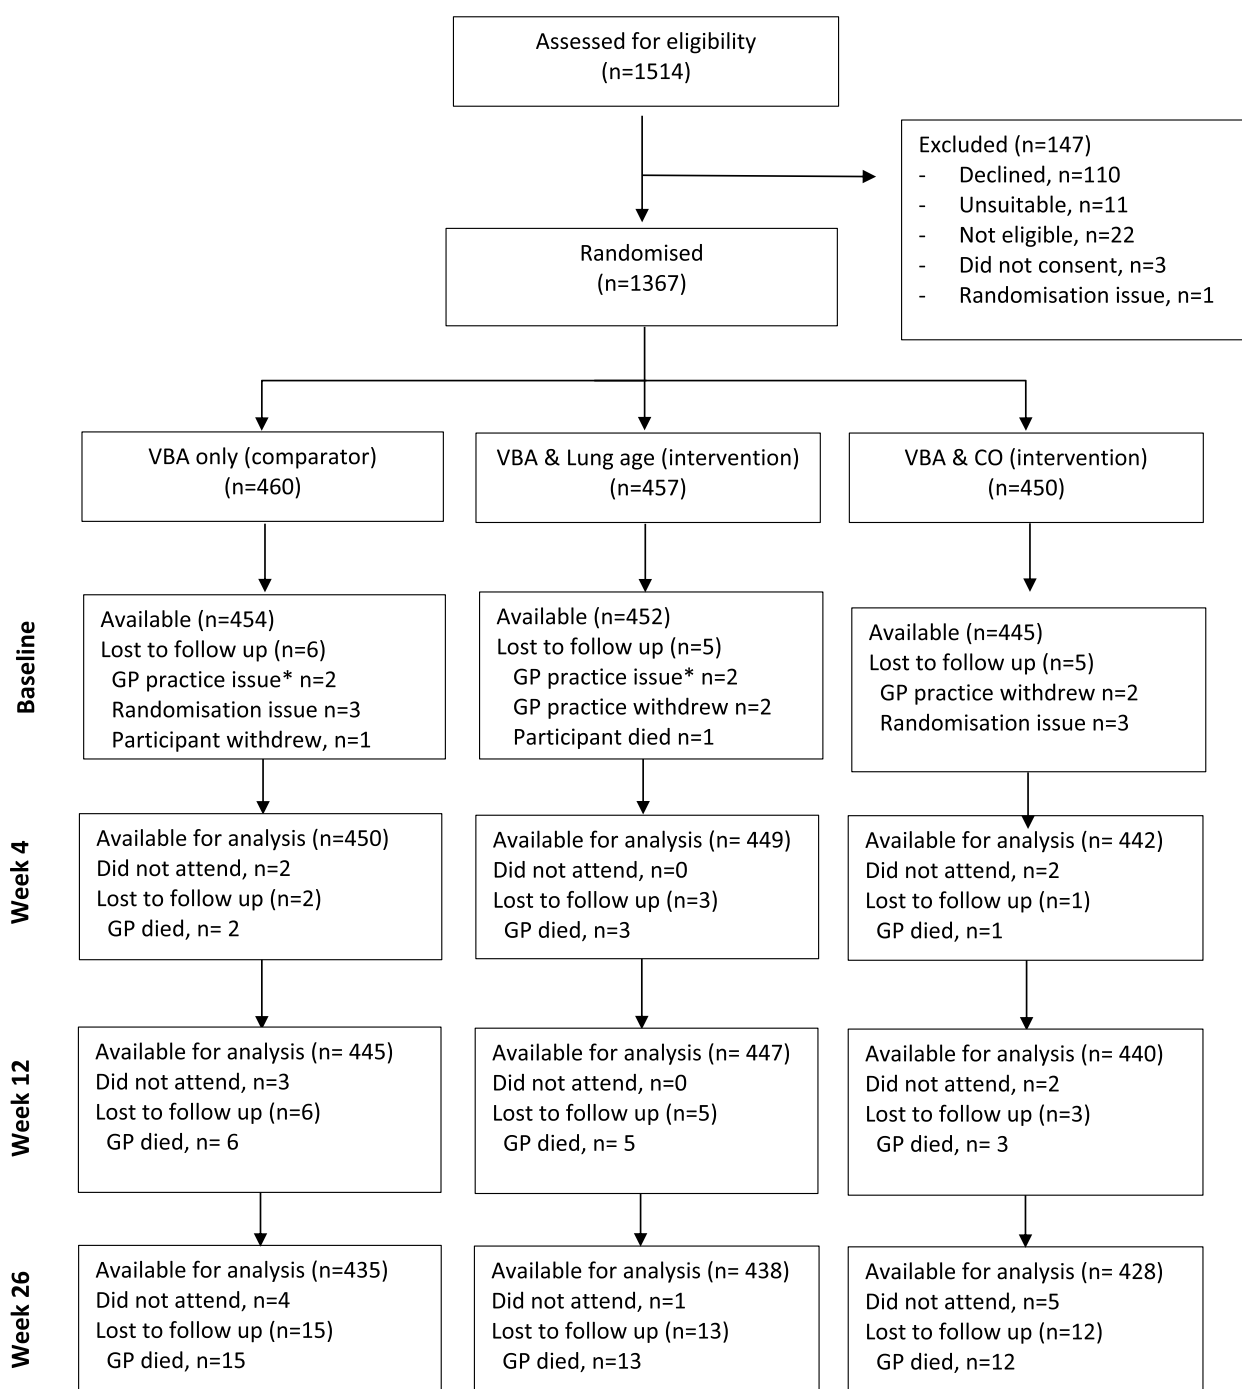 Assessed for eligibility
(n=1514)
Excluded (n=147)
- Declined, n=110
- Unsuitable, n=11
- Not eligible, n=22
- Did not consent, n=3
- Randomisation issue, n=1
Randomised
(n=1367)
VBA only (comparator)
(n=460)
VBA & Lung age (intervention)
(n=457)
VBA & CO (intervention)
(n=450)
Baseline
Available (n=454)
Lost to follow up (n=6)
GP practice issue* n=2
Randomisation issue n=3
Participant withdrew, n=1
Available (n=452)
Lost to follow up (n=5)
GP practice issue* n=2
GP practice withdrew n=2
Participant died n=1
Available (n=445)
Lost to follow up (n=5)
GP practice withdrew n=2
Randomisation issue n=3
Week 4
Available for analysis (n=450)
Did not attend, n=2
Lost to follow up (n=2)
GP died, n= 2
Available for analysis (n= 449)
Did not attend, n=0
Lost to follow up (n=3)
GP died, n=3
Available for analysis (n= 442)
Did not attend, n=2
Lost to follow up (n=1)
GP died, n=1
Week 12
Available for analysis (n= 445)
Did not attend, n=3
Lost to follow up (n=6)
GP died, n= 6
Available for analysis (n= 447)
Did not attend, n=0
Lost to follow up (n=5)
GP died, n= 5
Available for analysis (n= 440)
Did not attend, n=2
Lost to follow up (n=3)
GP died, n= 3
Week 26
Available for analysis (n=435)
Did not attend, n=4
Lost to follow up (n=15)
GP died, n=15
Available for analysis (n= 438)
Did not attend, n=1
Lost to follow up (n=13)
GP died, n=13
Available for analysis (n= 428)
Did not attend, n=5
Lost to follow up (n=12)
GP died, n=12